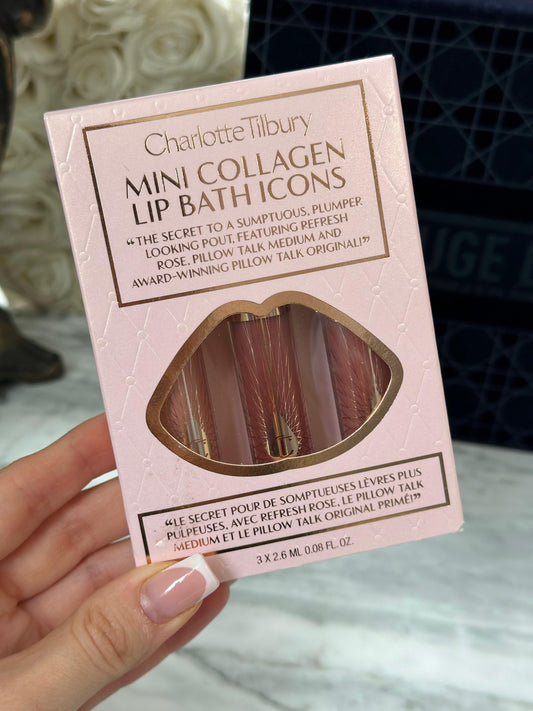 Charlotte Tilbury
MINI COLLAGEN
LIP BATH ICONS
"THE SECRET TO A SUMPTUOUS, PLUMPER
LOOKING POUT, FEATURING REFRESH
ROSE, PILLOW TALK MEDIUM AND
AWARD-WINNING PILLOW TALK ORIGINAL!"
"LE SECRET POUR DE SOMPTUEUSES LÈVRES PLUS
PULPEUSES, AVEC REFRESH ROSE, LE PILLOW TALK
MEDIUM ET LE PILLOW TALK ORIGINAL PRIMÉ!"
3 X 2.6 ML 0.08 FL. OZ.